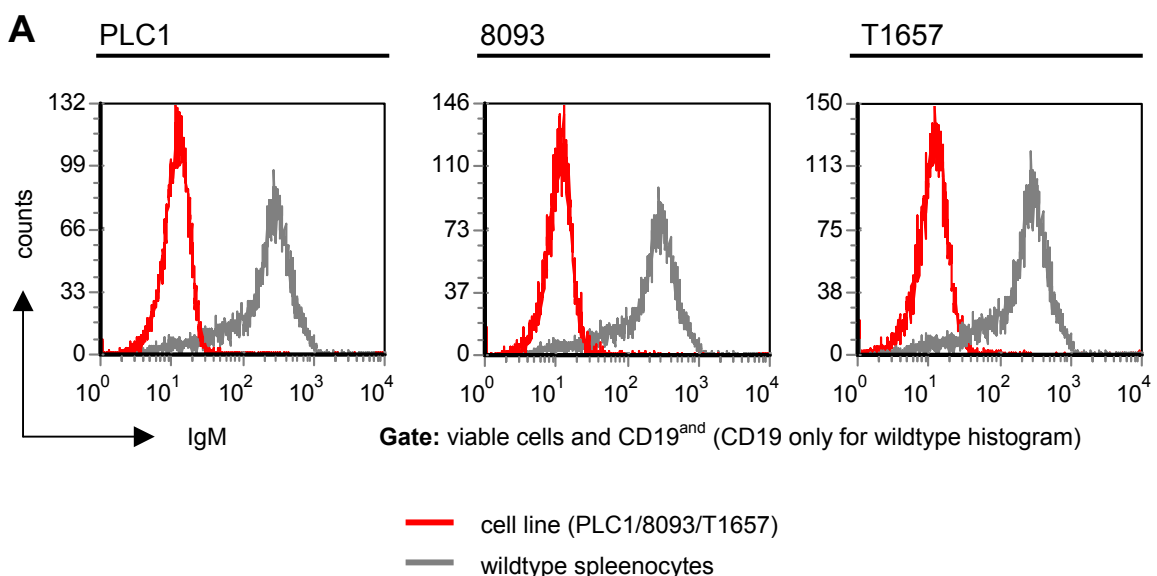 A
PLC1
8093
T1657
counts
132
99
66
33
0
10^0 10^1 10^2 10^3 10^4
146
110
73
37
0
10^0 10^1 10^2 10^3 10^4
150
113
75
38
0
10^0 10^1 10^2 10^3 10^4
IgM
Gate: viable cells and CD19^and (CD19 only for wildtype histogram)
cell line (PLC1/8093/T1657)
wildtype spleenocytes